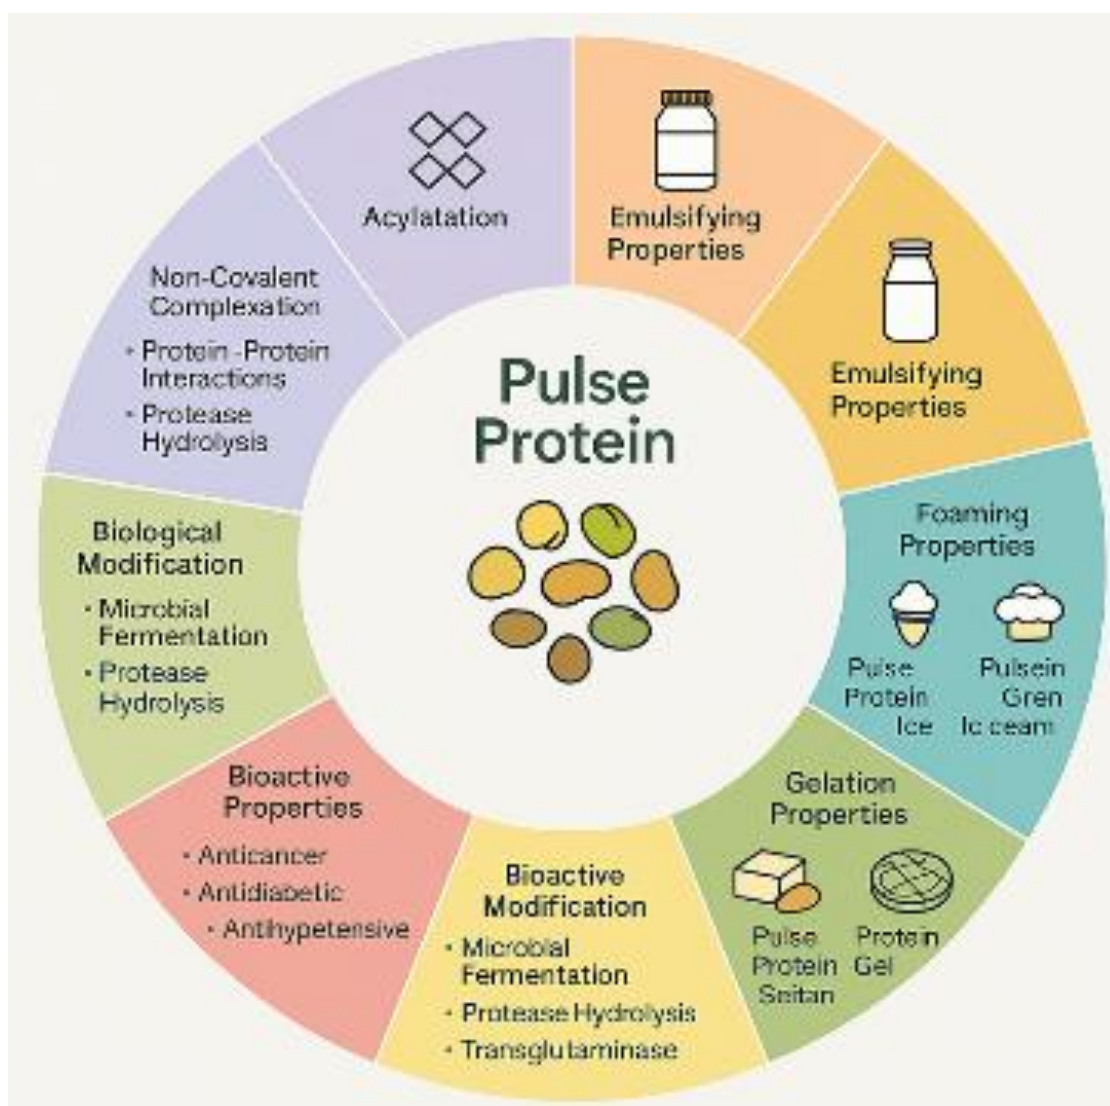 Pulse
Protein
Acylatation
Emulsifying
Properties
Emulsifying
Properties
Foaming
Properties
Pulse
Protein
Ice
Pulsein
Gren
Ic ceam
Gelation
Properties
Pulse
Protein
Seitan
Protein
Gel
Bioactive
Modification
• Microbial
Fermentation
• Protease Hydrolysis
• Transglutaminase
Bioactive
Properties
• Anticancer
• Antidiabetic
• Antihypetensive
Biological
Modification
• Microbial
Fermentation
• Protease
Hydrolysis
Non-Covalent
Complexation
• Protein-Protein
Interactions
• Protease
Hydrolysis